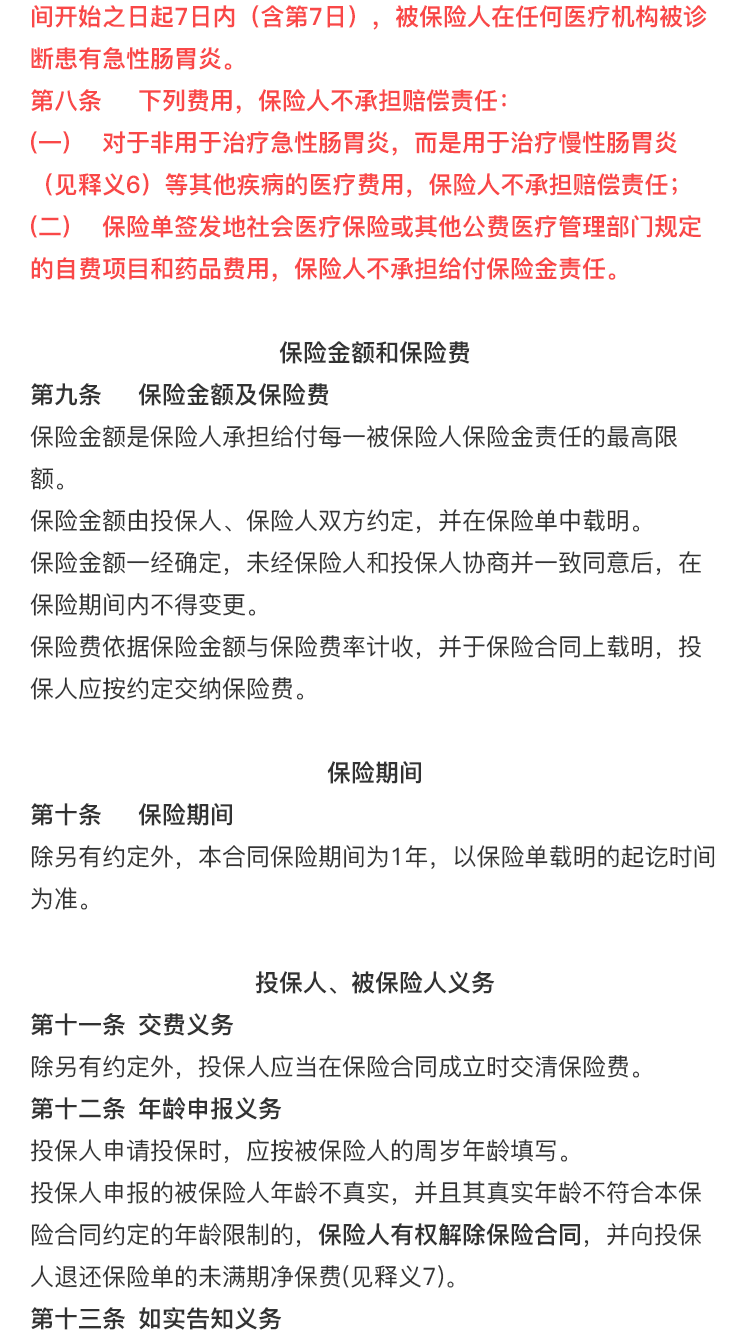 间开始之日起7日内（含第7日），被保险人在任何医疗机构被诊
断患有急性肠胃炎。
第八条 下列费用，保险人不承担赔偿责任：
(一) 对于非用于治疗急性肠胃炎，而是用于治疗慢性肠胃炎
（见释义6）等其他疾病的医疗费用，保险人不承担赔偿责任；
(二) 保险单签发地社会医疗保险或其他公费医疗管理部门规定
的自费项目和药品费用，保险人不承担给付保险金责任。
保险金额和保险费
第九条 保险金额及保险费
保险金额是保险人承担给付每一被保险人保险金责任的最高限
额。
保险金额由投保人、保险人双方约定，并在保险单中载明。
保险金额一经确定，未经保险人和投保人协商并一致同意后，在
保险期间内不得变更。
保险费依据保险金额与保险费率计收，并于保险合同上载明，投
保人应按约定交纳保险费。
保险期间
第十条 保险期间
除另有约定外，本合同保险期间为1年，以保险单载明的起讫时间
为准。
投保人、被保险人义务
第十一条 交费义务
除另有约定外，投保人应当在保险合同成立时交清保险费。
第十二条 年龄申报义务
投保人申请投保时，应按被保险人的周岁年龄填写。
投保人申报的被保险人年龄不真实，并且其真实年龄不符合本保
险合同约定的年龄限制的，保险人有权解除保险合同，并向投保
人退还保险单的未满期净保费(见释义7)。
第十三条 如实告知义务